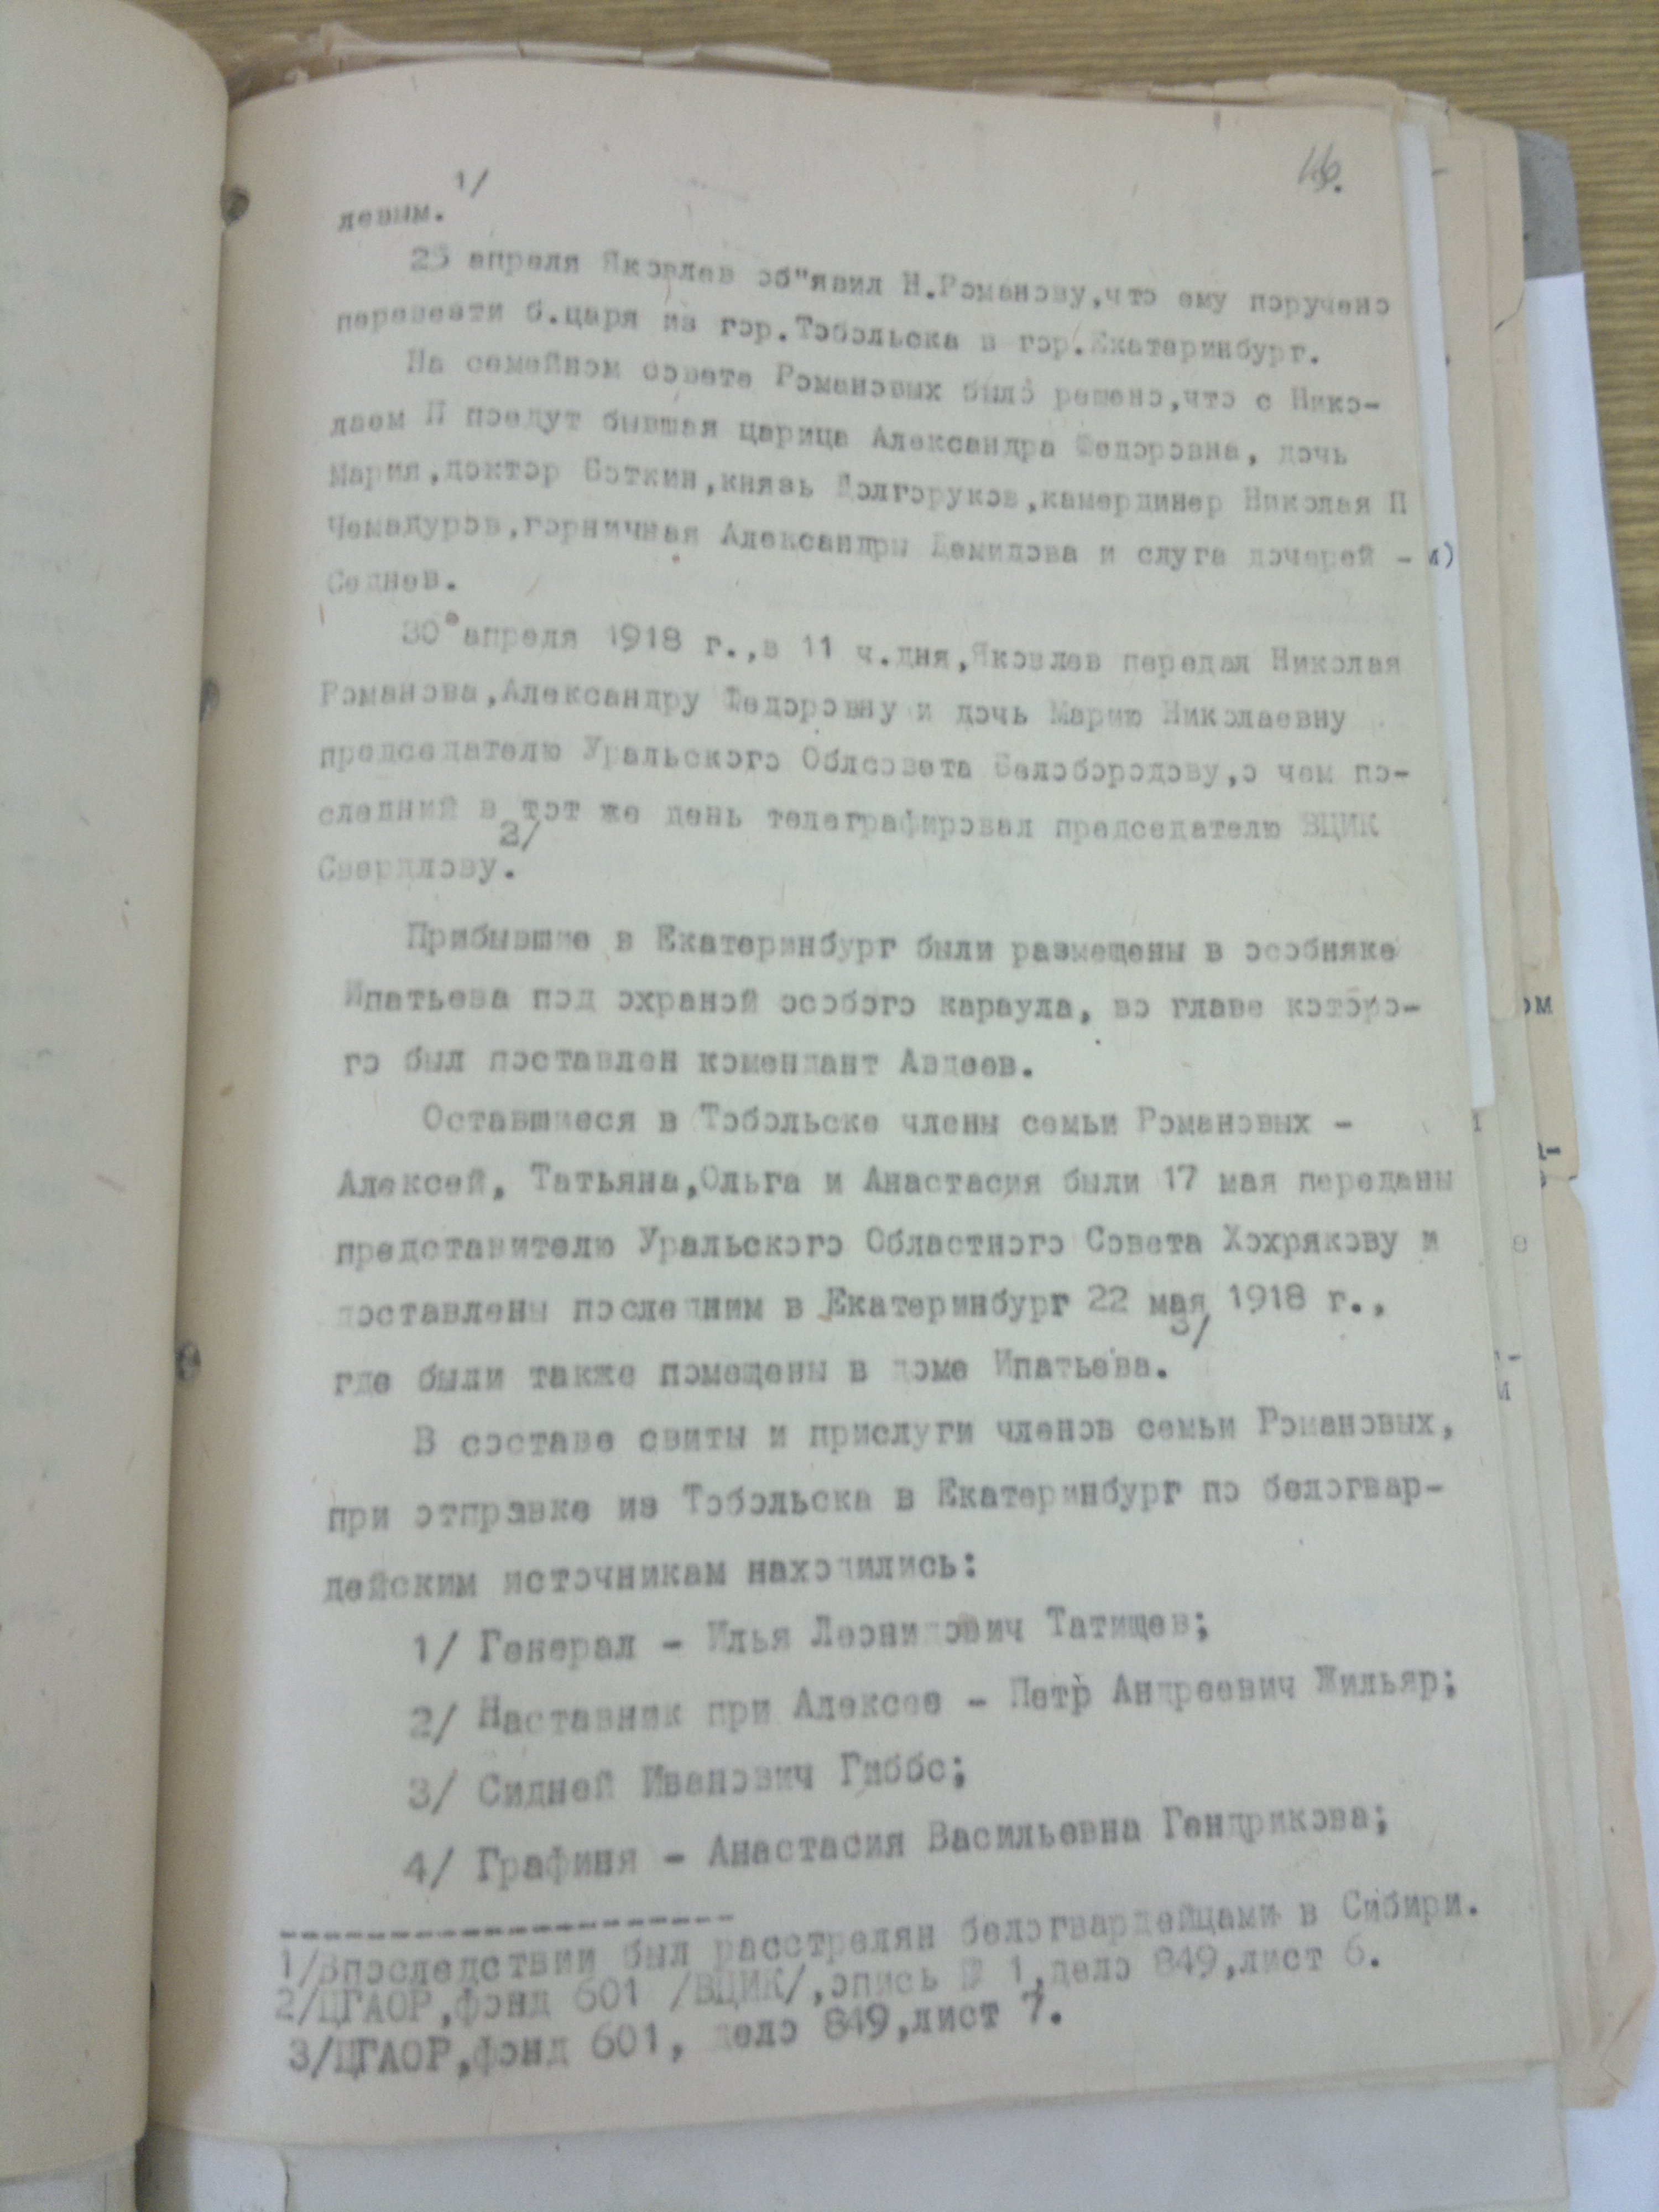 46.
1/
левым.
25 апреля Яковлев об"явил Н.Романову,что ему поручено
перевезти б.царя из гор.Тобольска в гор.Екатеринбург.
На семейном совете Романовых было решено,что с Нико-
лаем П поедут бывшая царица Александра Федоровна, дочь
Мария,доктор Боткин,князь Долгоруков,камердинер Николая П
Чемадуров,горничная Александры Демидова и слуга дочерей -
Седнев.
30 апреля 1918 г.,в 11 ч.дня,Яковлев передал Николая
Романова,Александру Федоровну и дочь Марию Николаевну
председателю Уральского Облсовета Белобородову,о чем по-
следний в тот же день телеграфировал председателю ВЦИК
2/
Свердлову.
Прибывшие в Екатеринбург были размещены в особняке
Ипатьева под охраной особого караула, во главе которо-
го был поставлен комендант Авдеев.
Оставшиеся в Тобольске члены семьи Романовых -
Алексей, Татьяна,Ольга и Анастасия были 17 мая переданы
представителю Уральского Областного Совета Хохрякову и
доставлены последним в Екатеринбург 22 мая 1918 г.,
3/
где были также помещены в доме Ипатьева.
В составе свиты и прислуги членов семьи Романовых,
при отправке из Тобольска в Екатеринбург по белогвар-
дейским источникам находились:
1/ Генерал - Илья Леонидович Татищев;
2/ Наставник при Алексее - Петр Андреевич Жильяр;
3/ Сидней Иванович Гиббс;
4/ Графиня - Анастасия Васильевна Гендрикова;
1/Впоследствии был расстрелян белогвардейцами в Сибири.
2/ЦГАОР,фонд 601 /ВЦИК/,опись № 1,дело 849,лист 6.
3/ЦГАОР,фонд 601, дело 849,лист 7.